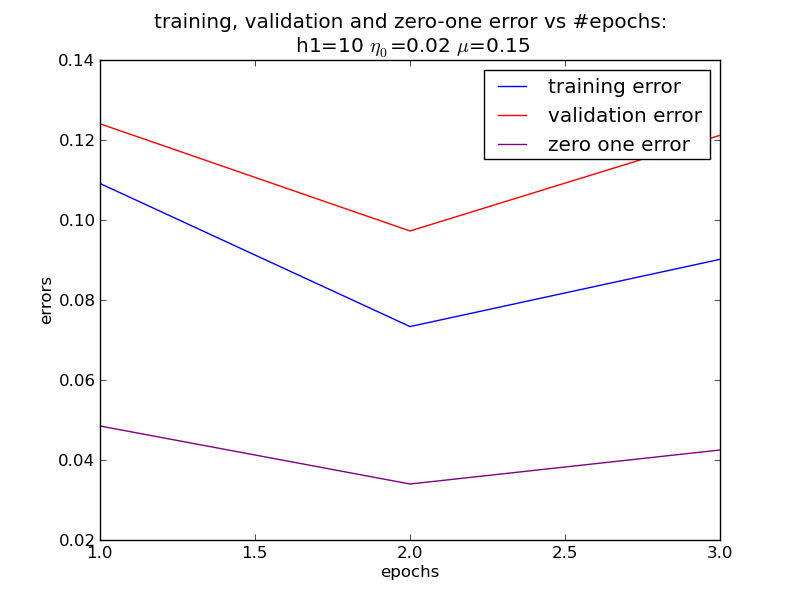 training, validation and zero-one error vs #epochs:
h1=10 η₀=0.02 μ=0.15
training error
validation error
zero one error
0.14
0.12
0.10
0.08
0.06
0.04
0.02
errors
1.0 1.5 2.0 2.5 3.0
epochs